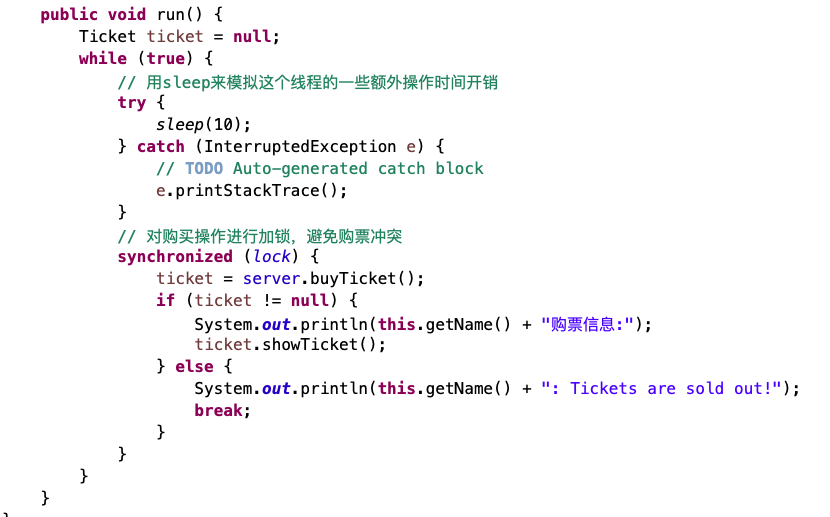 public void run() {
Ticket ticket = null;
while (true) {
// 用sleep来模拟这个线程的一些额外操作时间开销
try {
sleep(10);
} catch (InterruptedException e) {
// TODO Auto-generated catch block
e.printStackTrace();
}
// 对购买操作进行加锁，避免购票冲突
synchronized (lock) {
ticket = server.buyTicket();
if (ticket != null) {
System.out.println(this.getName() + "购票信息:");
ticket.showTicket();
} else {
System.out.println(this.getName() + ": Tickets are sold out!");
break;
}
}
}
}